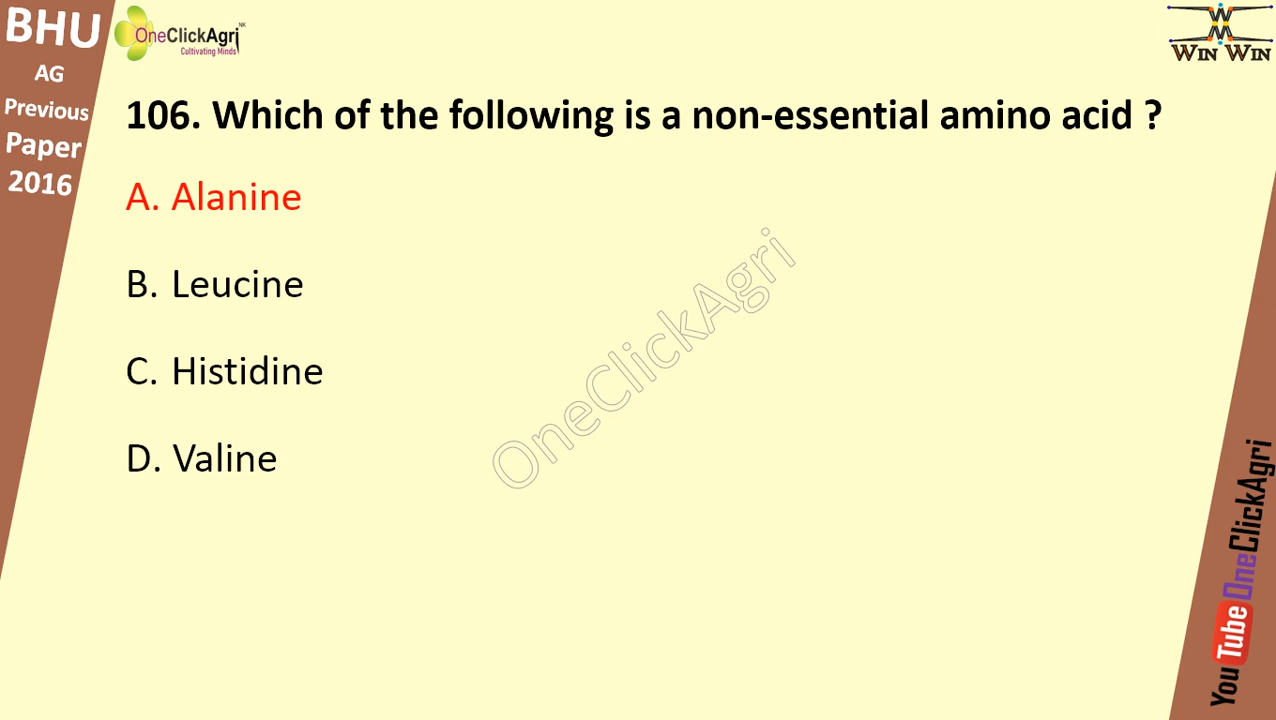 BHU
AG
Previous
Paper
2016
OneClickAgri NK
Cultivating Minds
WIN WIN
106. Which of the following is a non-essential amino acid ?
A. Alanine
B. Leucine
C. Histidine
D. Valine
OneClickAgri
YouTube OneClickAgri